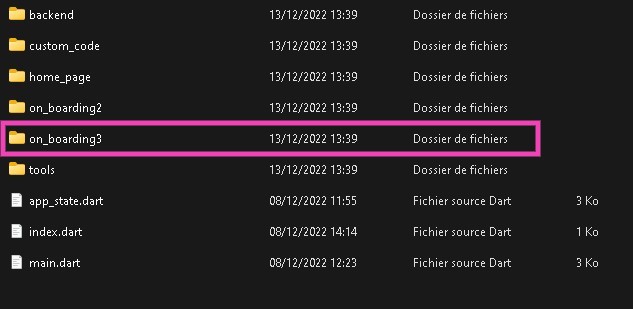 backend 13/12/2022 13:39 Dossier de fichiers
custom_code 13/12/2022 13:39 Dossier de fichiers
home_page 13/12/2022 13:39 Dossier de fichiers
on_boarding2 13/12/2022 13:39 Dossier de fichiers
on_boarding3 13/12/2022 13:39 Dossier de fichiers
tools 13/12/2022 13:39 Dossier de fichiers
app_state.dart 08/12/2022 11:55 Fichier source Dart 3 Ko
index.dart 08/12/2022 14:14 Fichier source Dart 1 Ko
main.dart 08/12/2022 12:23 Fichier source Dart 3 Ko